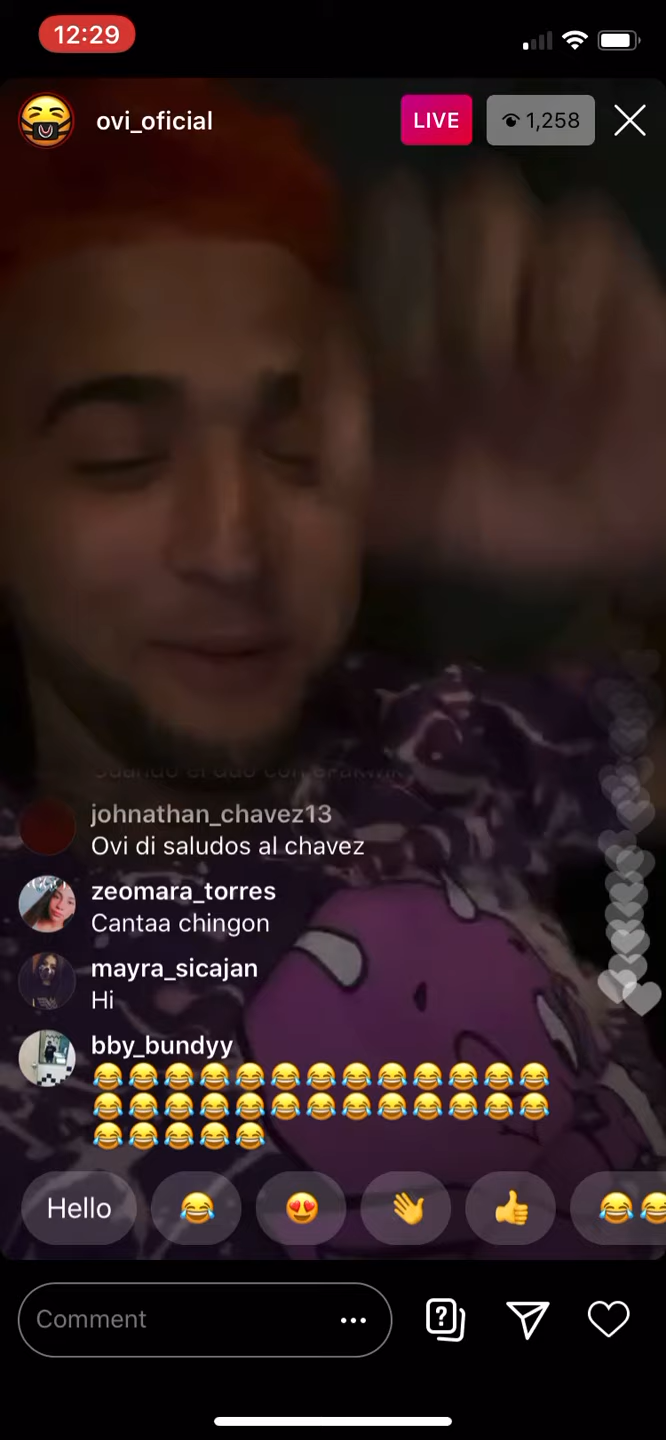 12:29
ovi_oficial
LIVE
1,258
johnathan_chavez13
Ovi di saludos al chavez
zeomara_torres
Cantaa chingon
mayra_sicajan
Hi
bby_bundyy
😂😂😂😂😂😂😂😂😂😂😂😂😂
😂😂😂😂😂😂😂😂😂😂😂😂😂
😂😂😂😂😂
Hello 😂 😍 👋 👍 😂😂
Comment